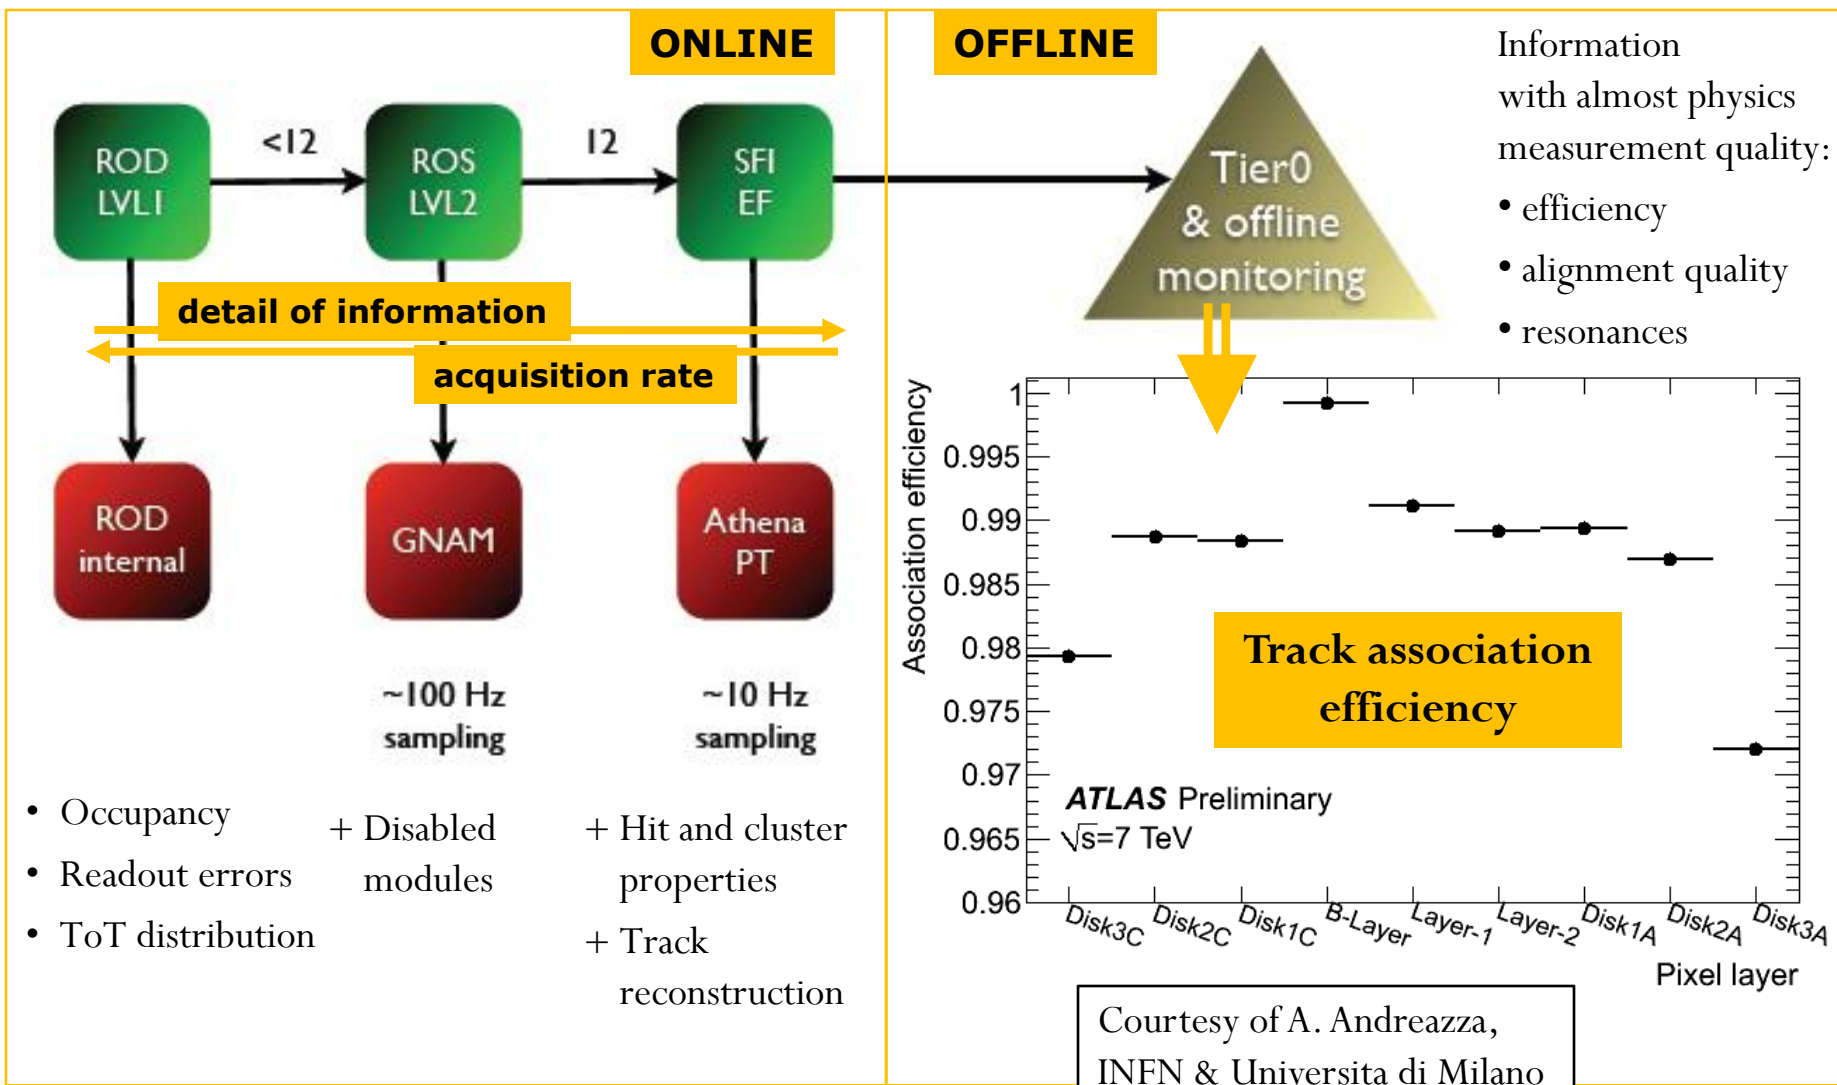 ONLINE
OFFLINE
ROD
LVL1
<12
ROS
LVL2
12
SFI
EF
Tier0
& offline
monitoring
Information
with almost physics
measurement quality:
• efficiency
• alignment quality
• resonances
detail of information
acquisition rate
ROD
internal
GNAM
Athena
PT
~100 Hz
sampling
~10 Hz
sampling
• Occupancy
• Readout errors
• ToT distribution
+ Disabled
modules
+ Hit and cluster
properties
+ Track
reconstruction
Association efficiency
1
0.995
0.99
0.985
0.98
0.975
0.97
0.965
0.96
Track association
efficiency
ATLAS Preliminary
√s=7 TeV
Disk3C
Disk2C
Disk1C
B-Layer
Layer-1
Layer-2
Disk1A
Disk2A
Disk3A
Pixel layer
Courtesy of A. Andreazza,
INFN & Universita di Milano